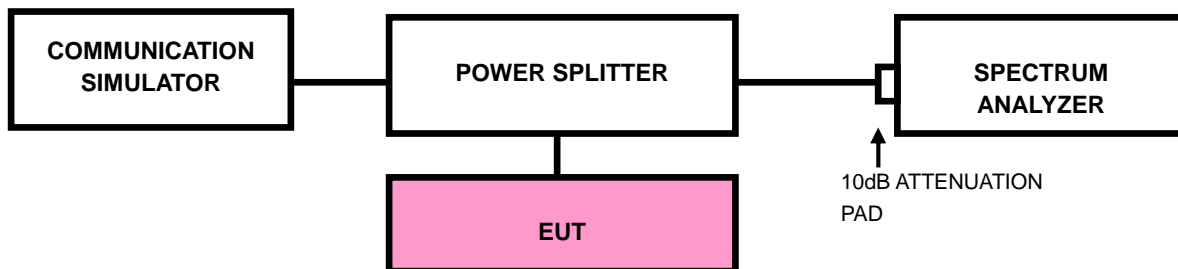 COMMUNICATION
SIMULATOR
POWER SPLITTER
SPECTRUM
ANALYZER
10dB ATTENUATION
PAD
EUT